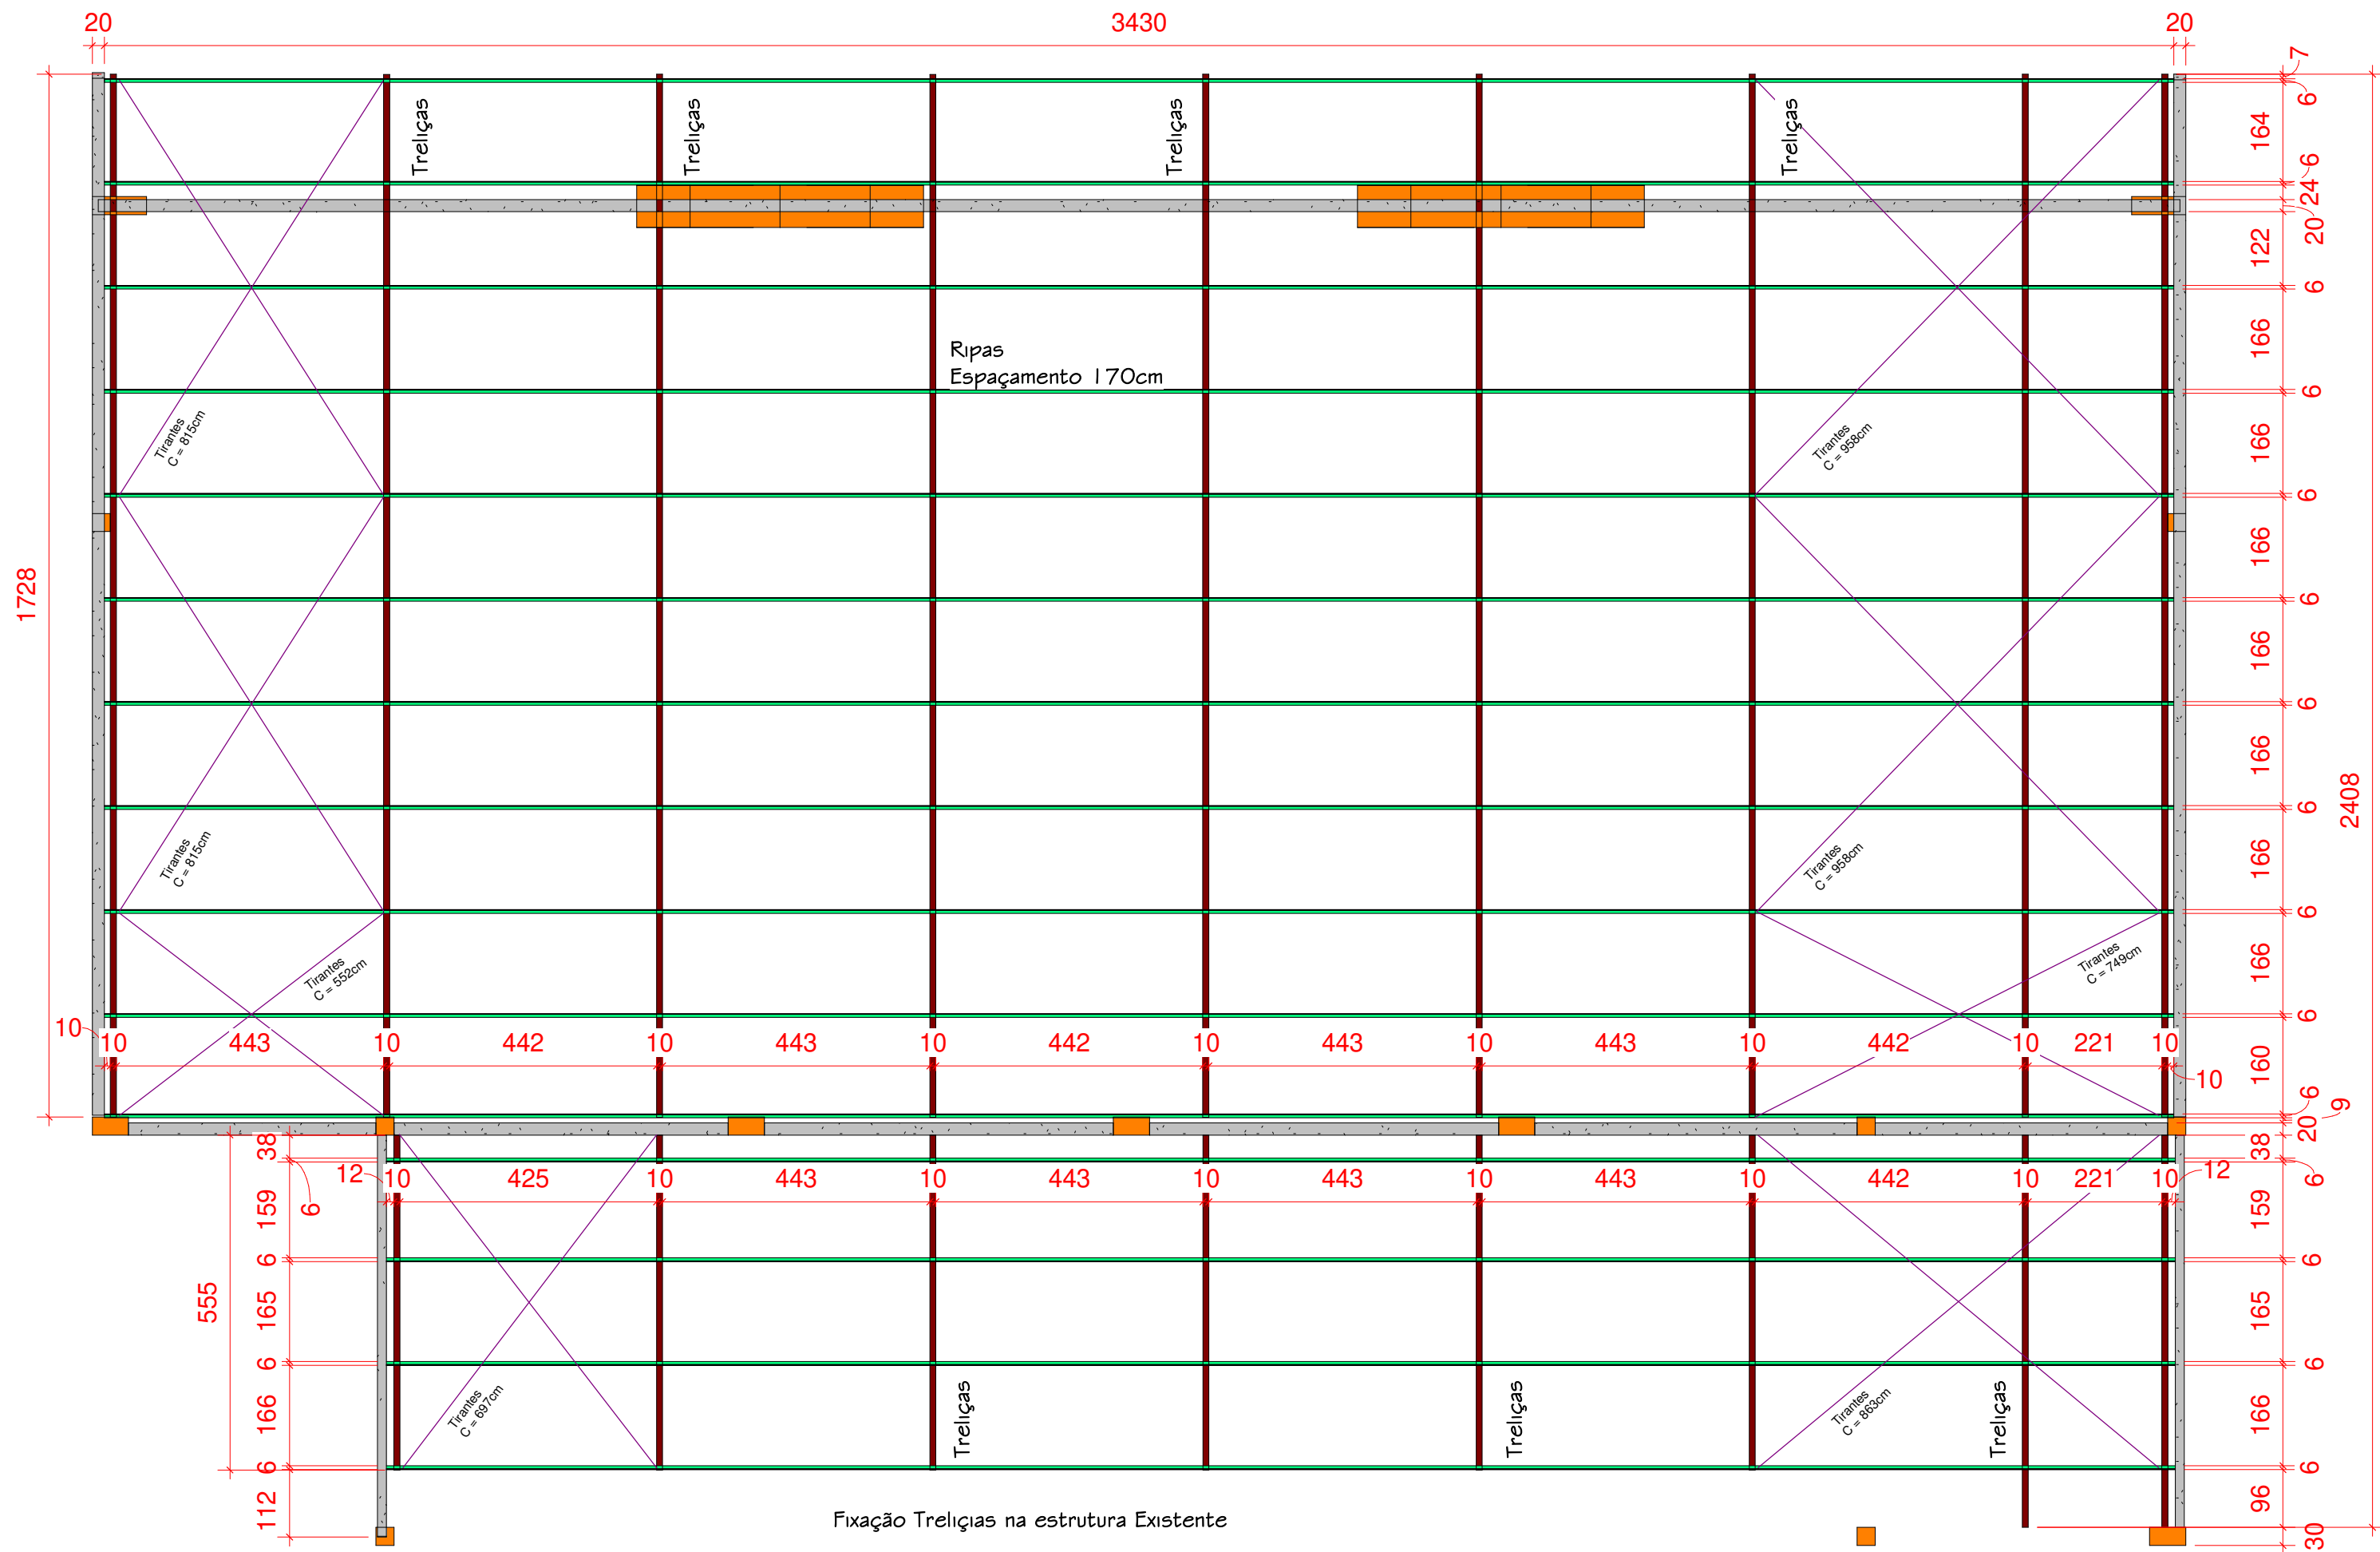 20 3430 20
7
6
Treliças Treliças Treliças Treliças
164
6
24
20
122
6
Ripas
Espaçamento 170cm
166
6
Tirantes
C = 815cm
Tirantes
C = 958cm
166
6
166
1728
6
166
6
166
2408
6
Tirantes
C = 815cm
Tirantes
C = 958cm
166
6
Tirantes
C = 552cm
Tirantes
C = 749cm
166
6
10 10 443 10 442 10 443 10 442 10 443 10 443 10 442 10 221 10
160
10
6
9
20
38 38
12 10 425 10 443 10 443 10 443 10 443 10 442 10 221 10 12
6 6
159 159
6 6
555
165 165
6 6
Tirantes
C = 697cm
Treliças Treliças
Tirantes
C = 863cm
Treliças
166 166
6 6
112 96
Fixação Treliçias na estrutura Existente
30